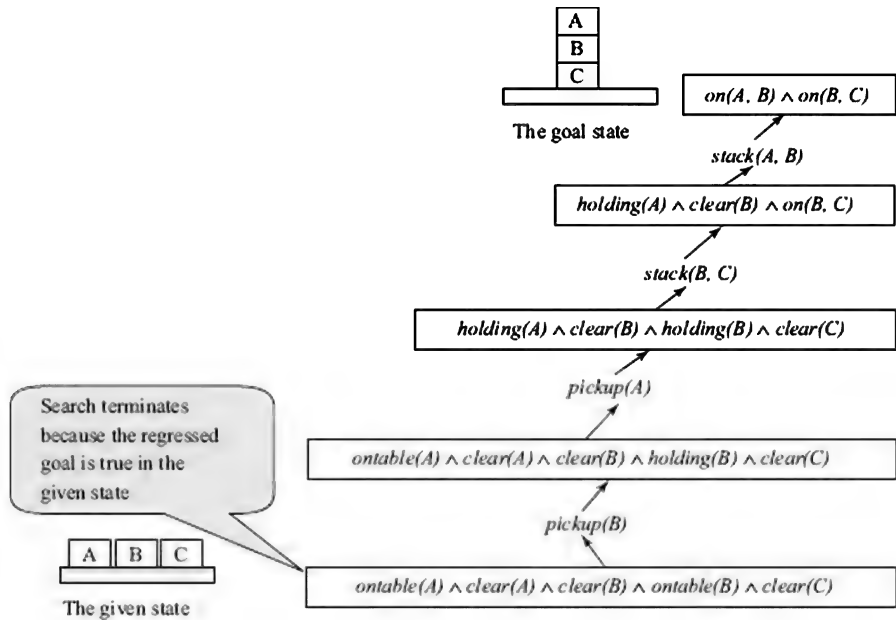 A
B
C
The goal state
on(A, B) ∧ on(B, C)
stack(A, B)
holding(A) ∧ clear(B) ∧ on(B, C)
stack(B, C)
holding(A) ∧ clear(B) ∧ holding(B) ∧ clear(C)
pickup(A)
Search terminates
because the regressed
goal is true in the
given state
ontable(A) ∧ clear(A) ∧ clear(B) ∧ holding(B) ∧ clear(C)
pickup(B)
A B C
The given state
ontable(A) ∧ clear(A) ∧ clear(B) ∧ ontable(B) ∧ clear(C)